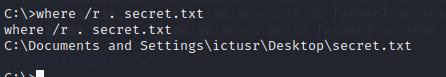 C:\>where /r . secret.txt
where /r . secret.txt
C:\Documents and Settings\ictusr\Desktop\secret.txt
C:\>